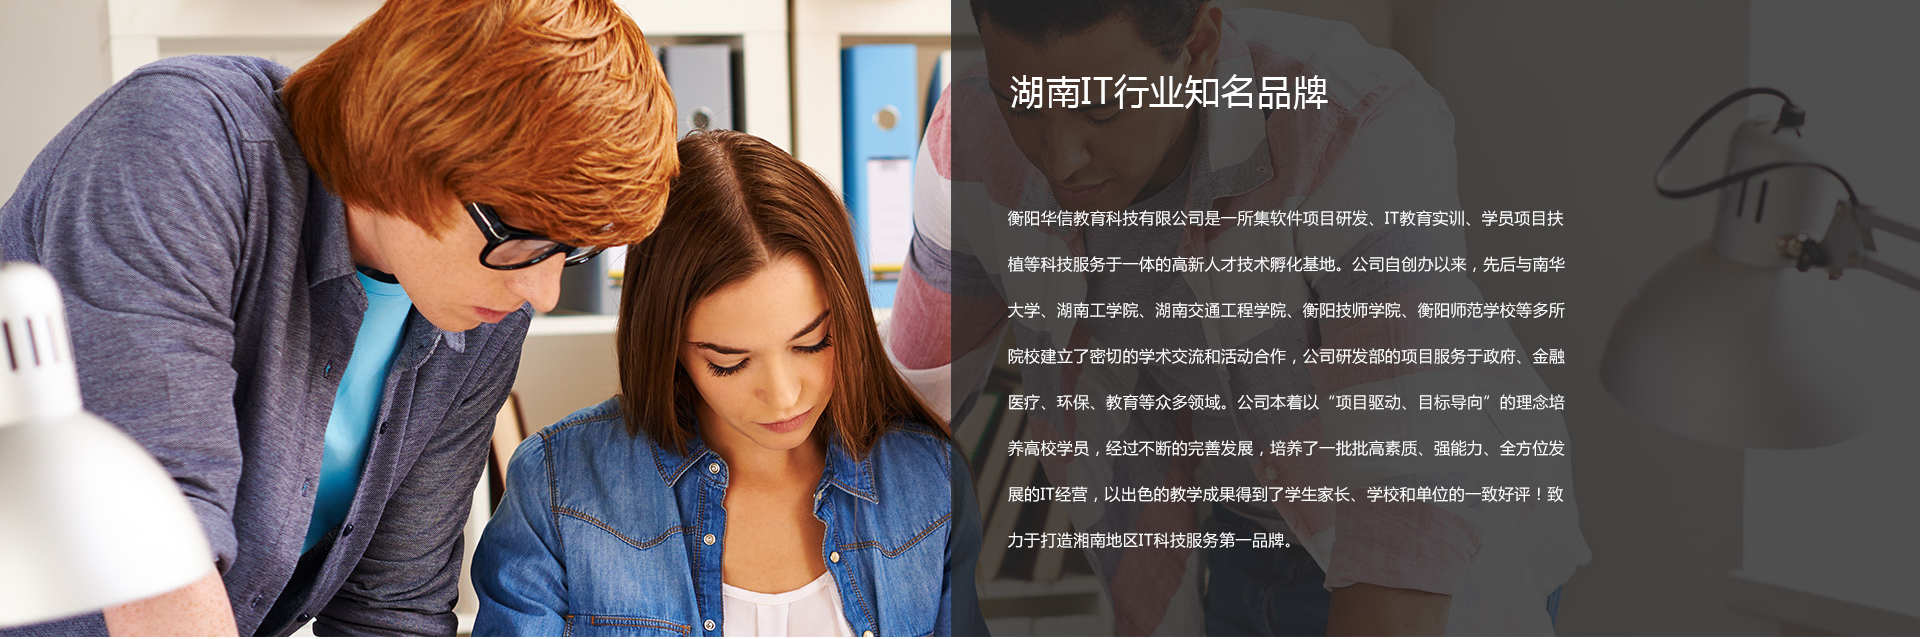 湖南IT行业知名品牌
衡阳华信教育科技有限公司是一所集软件项目研发、IT教育实训、学员项目扶
植等科技服务于一体的高新人才技术孵化基地。公司自创办以来，先后与南华
大学、湖南工学院、湖南交通工程学院、衡阳技师学院、衡阳师范学校等多所
院校建立了密切的学术交流和活动合作，公司研发部的项目服务于政府、金融
医疗、环保、教育等众多领域。公司本着以“项目驱动、目标导向”的理念培
养高校学员，经过不断的完善发展，培养了一批批高素质、强能力、全方位发
展的IT经营，以出色的教学成果得到了学生家长、学校和单位的一致好评！致
力于打造湘南地区IT科技服务第一品牌。